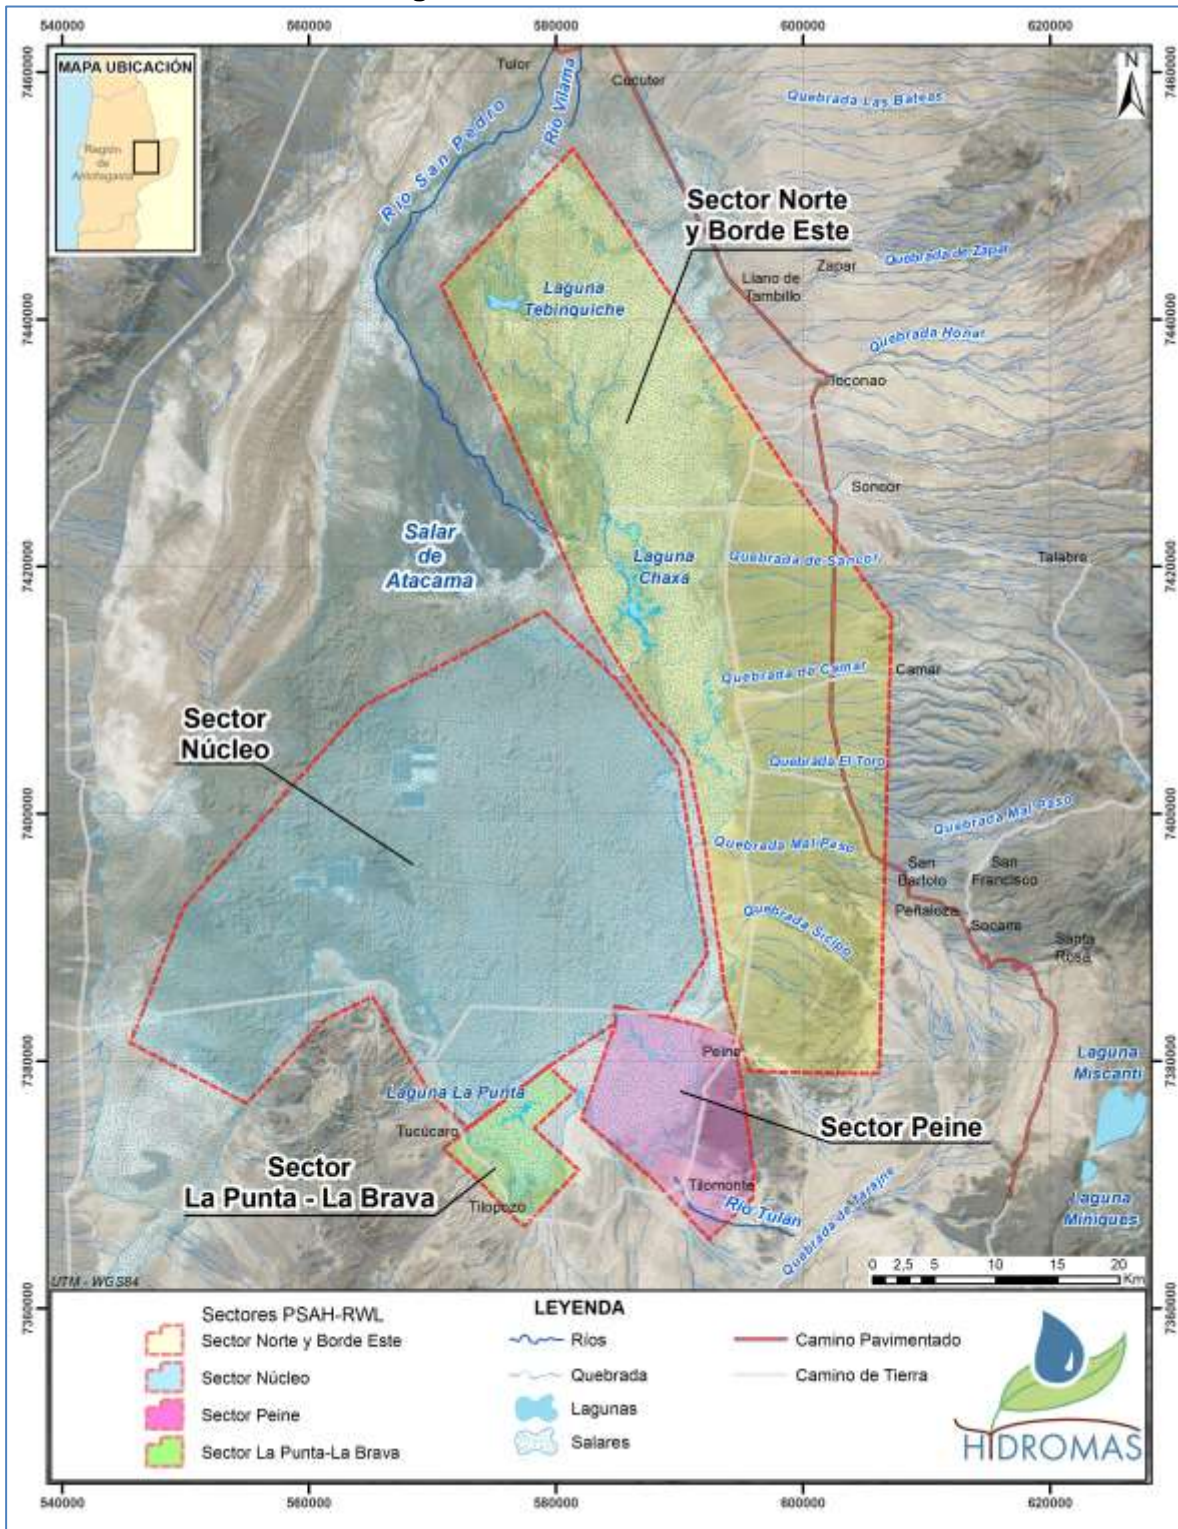 540000 560000 580000 600000 620000
MAPA UBICACIÓN
Región
de
Antofagasta
N
7460000
7460000
Tulor
Río Vilama
Cucuter
Quebrada Las Bateas
Río San Pedro
Sector Norte
y Borde Este
Zapar
Quebrada de Zapar
Llano de
Tambillo
Laguna
Tebinquiche
7440000
7440000
Quebrada Honar
Toconao
Soncor
Salar
de
Atacama
Laguna
Chaxa
Quebrada de Soncor
Talabre
7420000
7420000
Quebrada de Camar
Camar
Sector
Núcleo
Quebrada El Toro
7400000
7400000
Quebrada Mal Paso
Quebrada Mal Paso
San
Bartolo
San
Francisco
Peñaloza
Socaire
Quebrada Sicipo
Santa
Rosa
7380000
7380000
Peine
Laguna
Miscanti
Laguna La Punta
Tucúcaro
Sector Peine
Sector
La Punta - La Brava
Tilopozo
Tilomonte
Río Tulán
Laguna
Miniques
UTM - WGS84
0 2,5 5 10 15 20
Km
7360000
7360000
LEYENDA
Sectores PSAH-RWL
Sector Norte y Borde Este
Sector Núcleo
Sector Peine
Sector La Punta-La Brava
Ríos
Quebrada
Lagunas
Salares
Camino Pavimentado
Camino de Tierra
HIDROMAS
540000 560000 580000 600000 620000